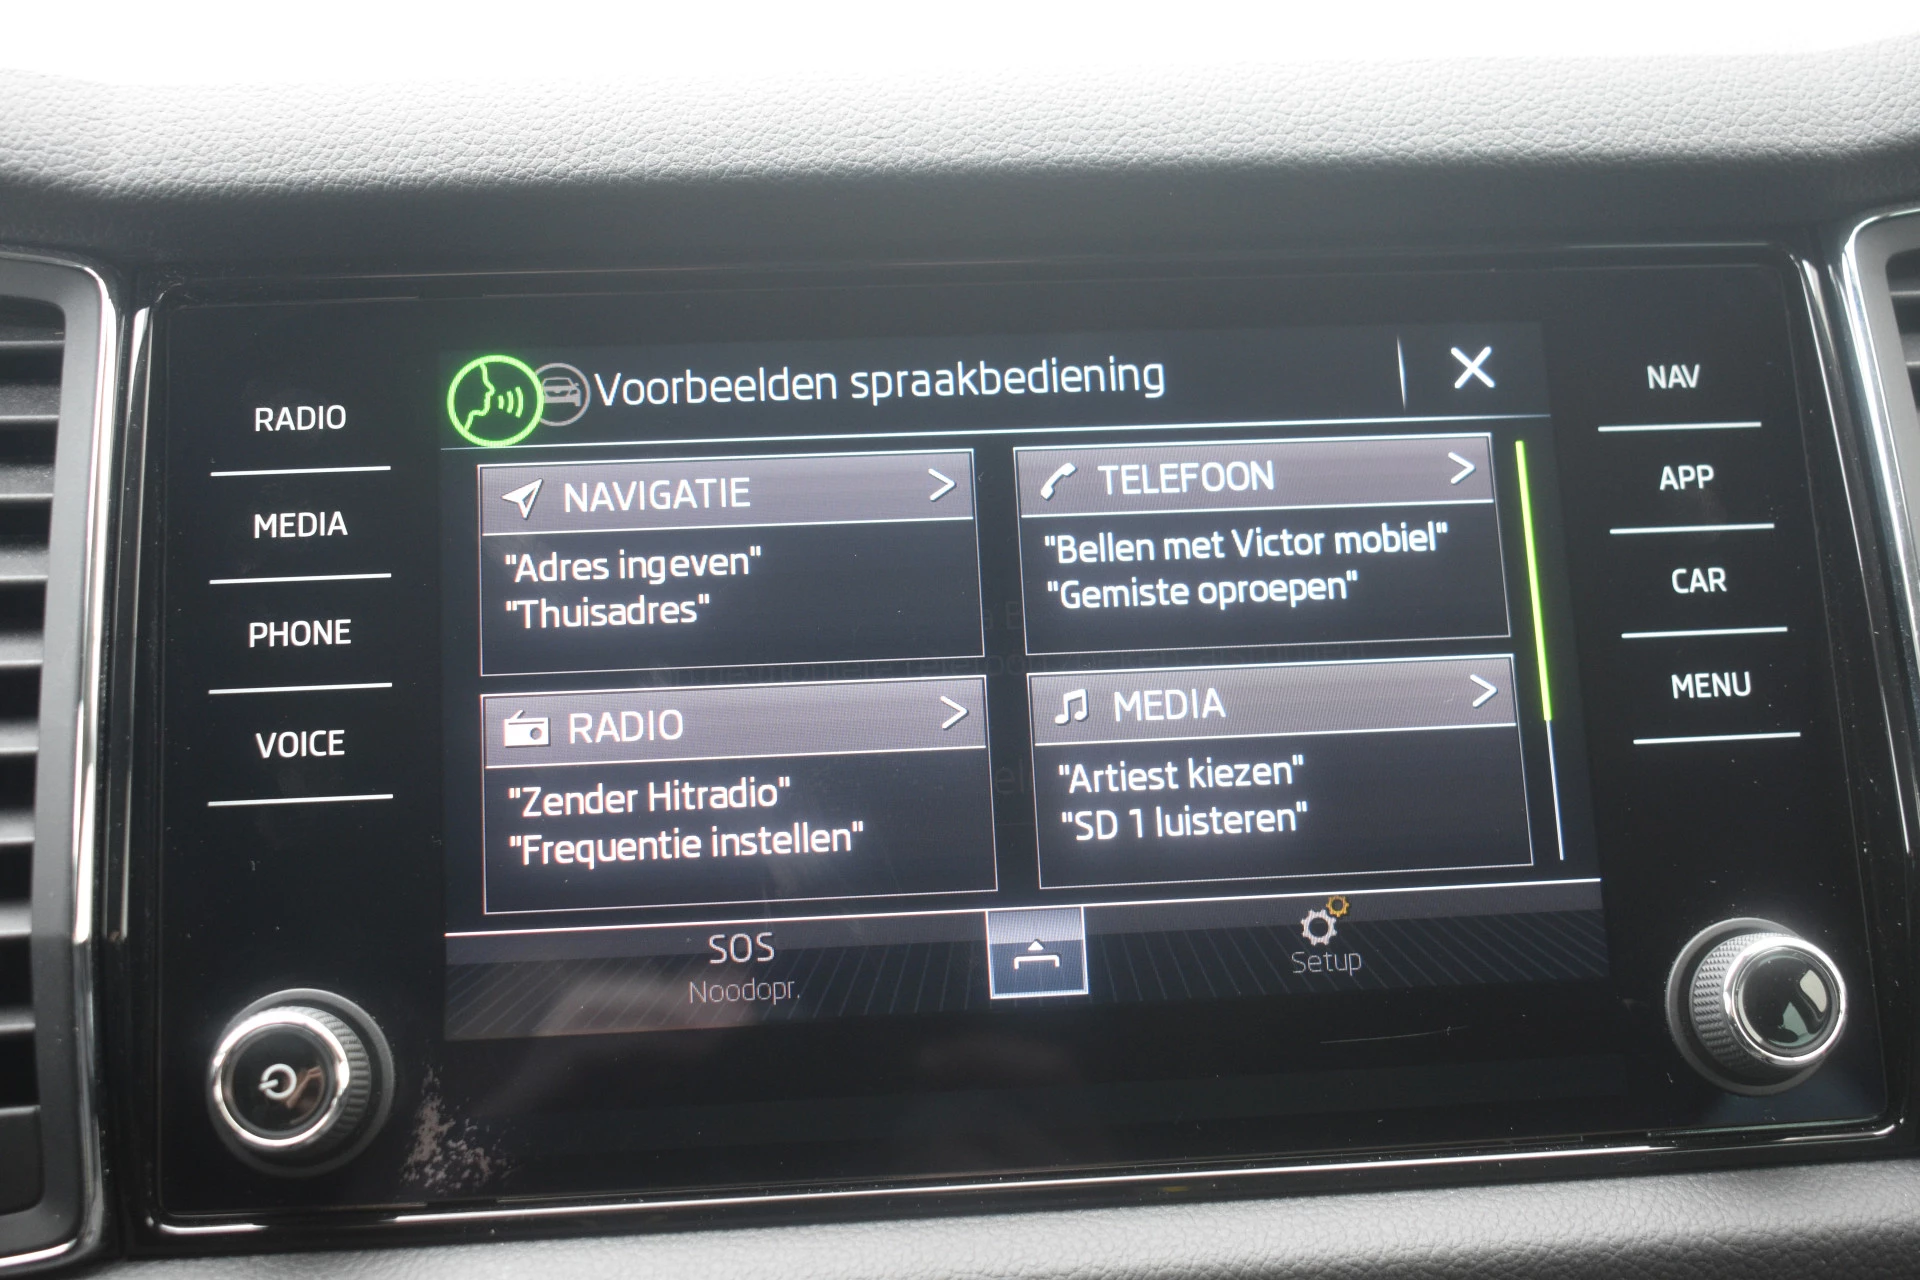 RADIO
MEDIA
PHONE
VOICE
Voorbeelden spraakbediening
NAVIGATIE
"Adres ingeven"
"Thuisadres"
TELEFOON
"Bellen met Victor mobiel"
"Gemiste oproepen"
RADIO
"Zender Hitradio"
"Frequentie instellen"
MEDIA
"Artiest kiezen"
"SD 1 luisteren"
SOS
Noodopr.
Setup
NAV
APP
CAR
MENU